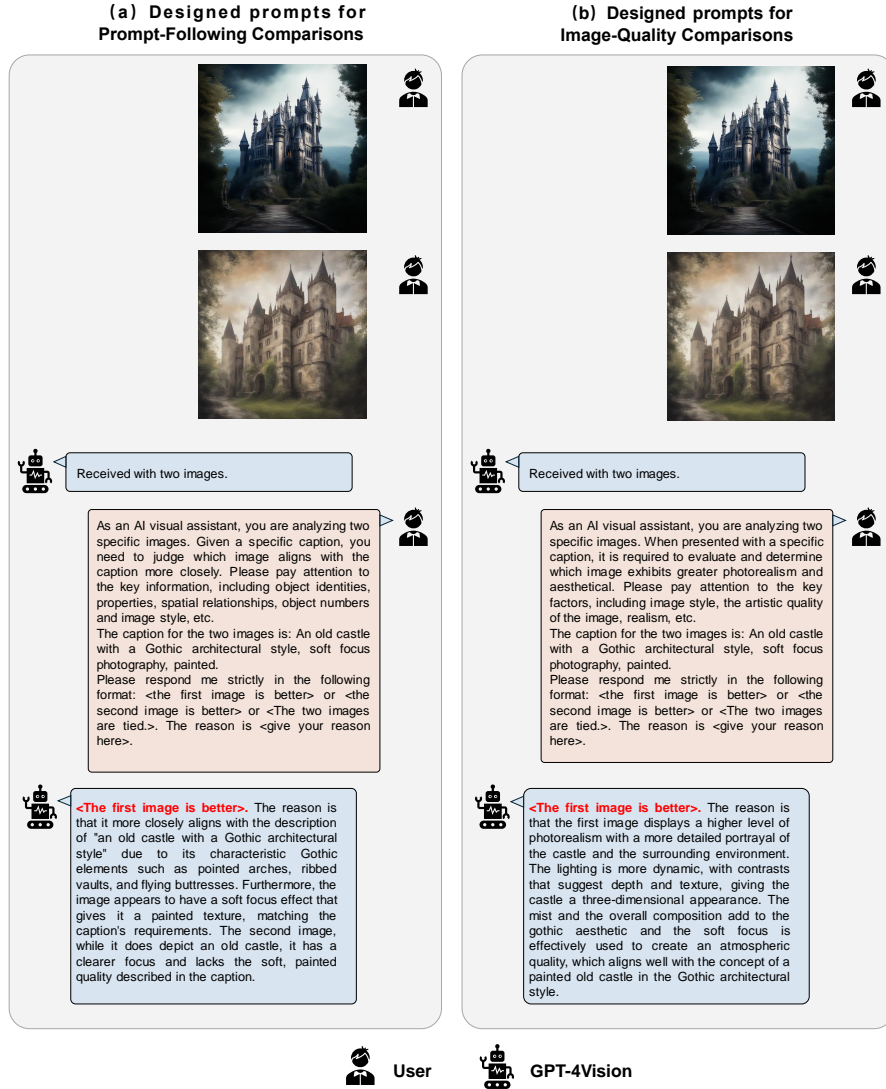 (a) Designed prompts for
Prompt-Following Comparisons
Received with two images.
As an AI visual assistant, you are analyzing two
specific images. Given a specific caption, you
need to judge which image aligns with the
caption more closely. Please pay attention to
the key information, including object identities,
properties, spatial relationships, object numbers
and image style, etc.
The caption for the two images is: An old castle
with a Gothic architectural style, soft focus
photography, painted.
Please respond me strictly in the following
format: <the first image is better> or <the
second image is better> or <The two images
are tied.>. The reason is <give your reason
here>.
<The first image is better>. The reason is
that it more closely aligns with the description
of "an old castle with a Gothic architectural
style" due to its characteristic Gothic
elements such as pointed arches, ribbed
vaults, and flying buttresses. Furthermore, the
image appears to have a soft focus effect that
gives it a painted texture, matching the
caption's requirements. The second image,
while it does depict an old castle, it has a
clearer focus and lacks the soft, painted
quality described in the caption.
(b) Designed prompts for
Image-Quality Comparisons
Received with two images.
As an AI visual assistant, you are analyzing two
specific images. When presented with a specific
caption, it is required to evaluate and determine
which image exhibits greater photorealism and
aesthetical. Please pay attention to the key
factors, including image style, the artistic quality
of the image, realism, etc.
The caption for the two images is: An old castle
with a Gothic architectural style, soft focus
photography, painted.
Please respond me strictly in the following
format: <the first image is better> or <the
second image is better> or <The two images
are tied.>. The reason is <give your reason
here>.
<The first image is better>. The reason is
that the first image displays a higher level of
photorealism with a more detailed portrayal of
the castle and the surrounding environment.
The lighting is more dynamic, with contrasts
that suggest depth and texture, giving the
castle a three-dimensional appearance. The
mist and the overall composition add to the
gothic aesthetic and the soft focus is
effectively used to create an atmospheric
quality, which aligns well with the concept of a
painted old castle in the Gothic architectural
style.
User
GPT-4Vision